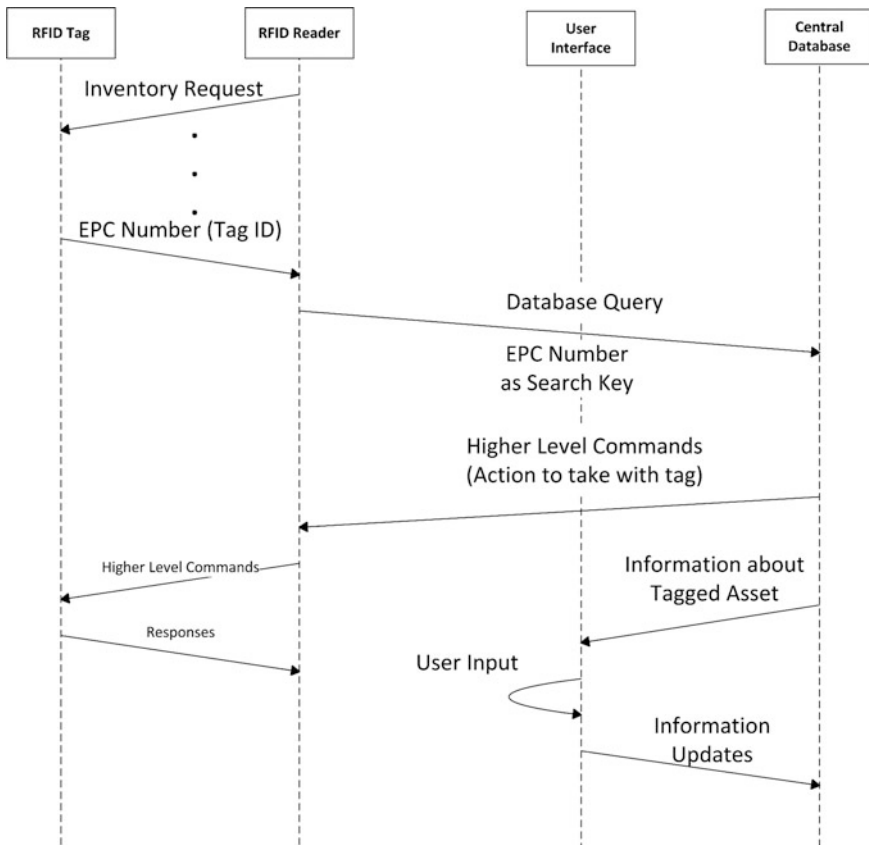 RFID Tag
RFID Reader
User
Interface
Central
Database
Inventory Request
EPC Number (Tag ID)
Database Query
EPC Number
as Search Key
Higher Level Commands
(Action to take with tag)
Higher Level Commands
Information about
Tagged Asset
Responses
User Input
Information
Updates